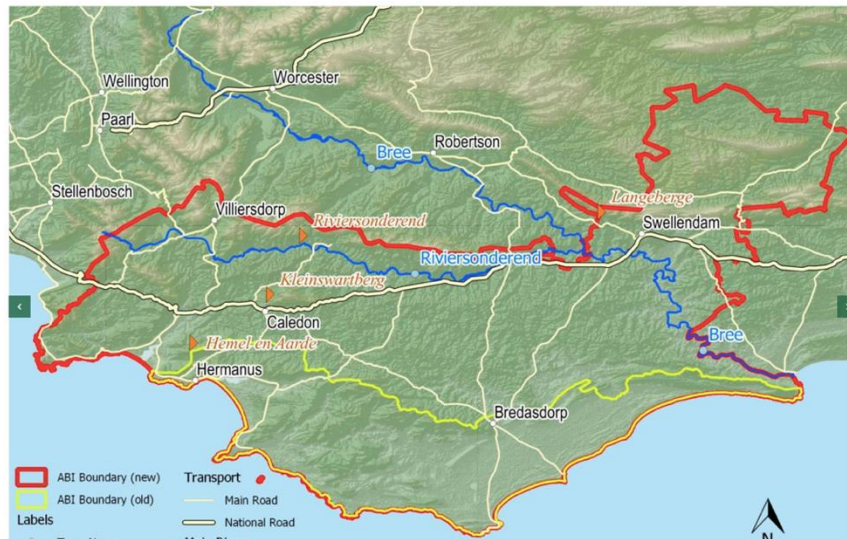 Wellington
Worcester
Paarl
Robertson
Bree
Stellenbosch
Langeberge
Villiersdorp
Riviersonderend
Swellendam
Riviersonderend
Kleinswartberg
Caledon
Bree
Hemel en Aarde
Hermanus
Bredasdorp
ABI Boundary (new)
ABI Boundary (old)
Labels
Transport
Main Road
National Road
N